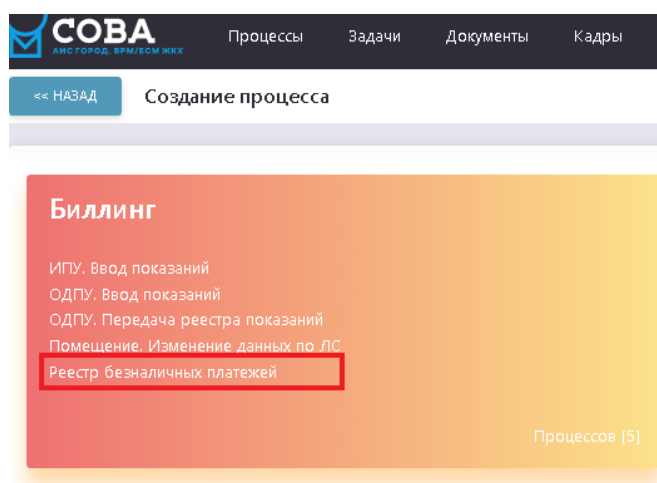 СОВА
АИС ГОРОД. BPM/ECM ЖКХ
Процессы Задачи Документы Кадры
<< НАЗАД Создание процесса
Биллинг
ИПУ. Ввод показаний
ОДПУ. Ввод показаний
ОДПУ. Передача реестра показаний
Помещение. Изменение данных по ЛС
Реестр безналичных платежей
Процессов [5]